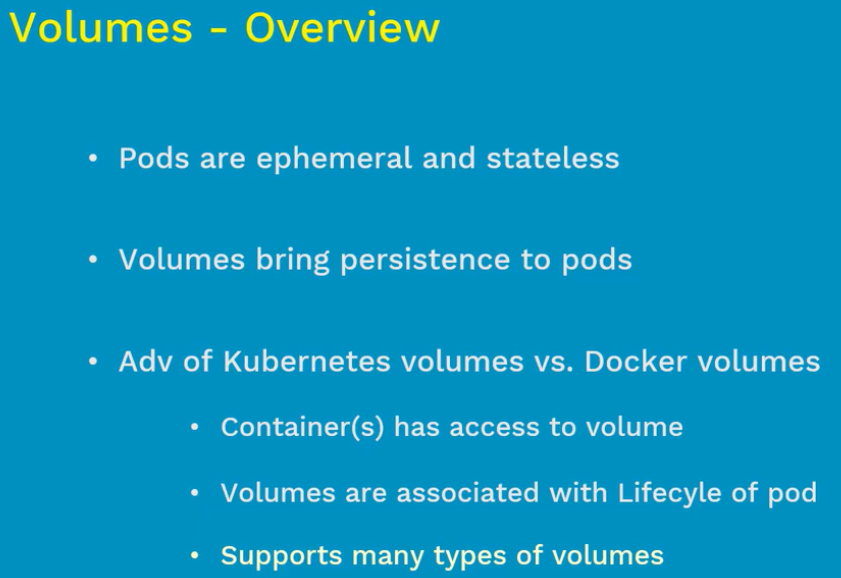 Volumes - Overview
• Pods are ephemeral and stateless
• Volumes bring persistence to pods
• Adv of Kubernetes volumes vs. Docker volumes
• Container(s) has access to volume
• Volumes are associated with Lifecyle of pod
• Supports many types of volumes